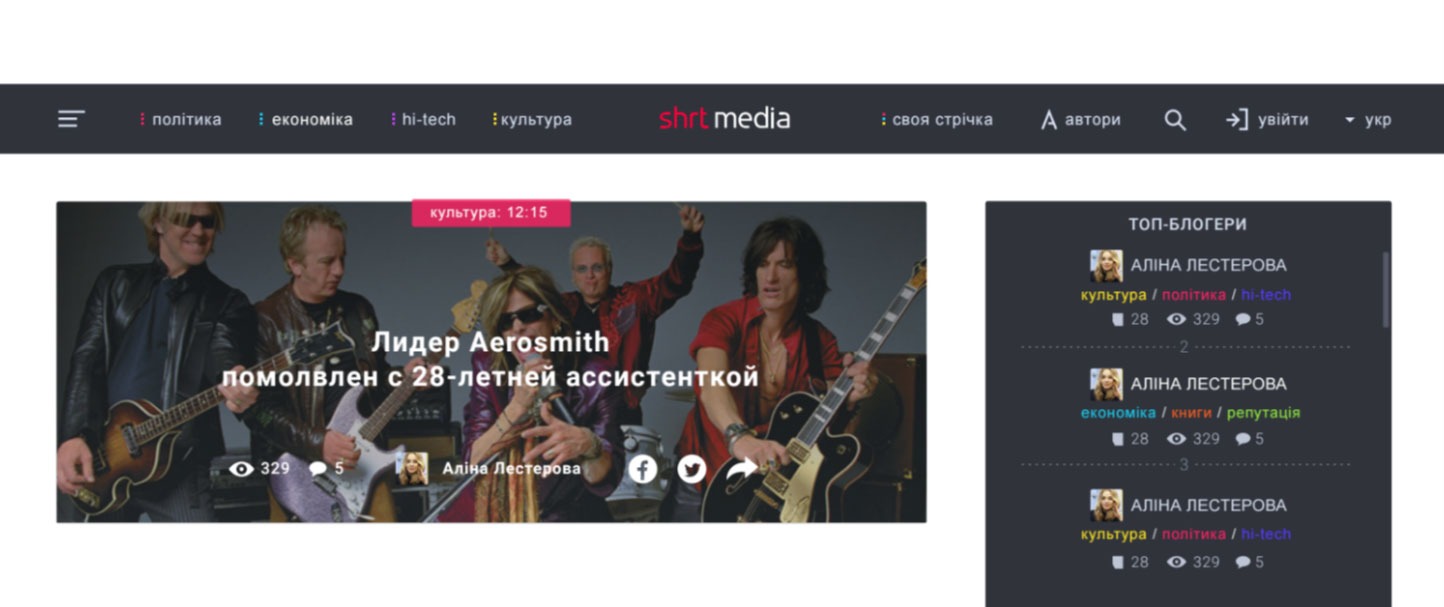 політика
економіка
hi-tech
культура
shrt media
своя стрічка
автори
увійти
укр
культура: 12:15
Лидер Aerosmith
помолвлен с 28-летней ассистенткой
329
5
Аліна Лестерова
ТОП-БЛОГЕРИ
АЛІНА ЛЕСТЕРОВА
культура / політика / hi-tech
28 329 5
2
АЛІНА ЛЕСТЕРОВА
економіка / книги / репутація
28 329 5
3
АЛІНА ЛЕСТЕРОВА
культура / політика / hi-tech
28 329 5